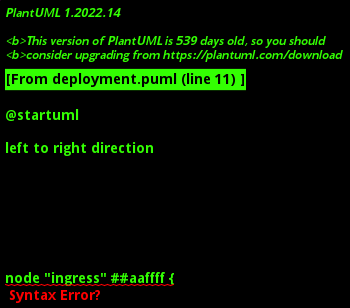 PlantUML 1.2022.14
<b>This version of PlantUML is 539 days old, so you should
<b>consider upgrading from https://plantuml.com/download
[From deployment.puml (line 11) ]
@startuml
left to right direction
node "ingress" ##aaffff {
Syntax Error?